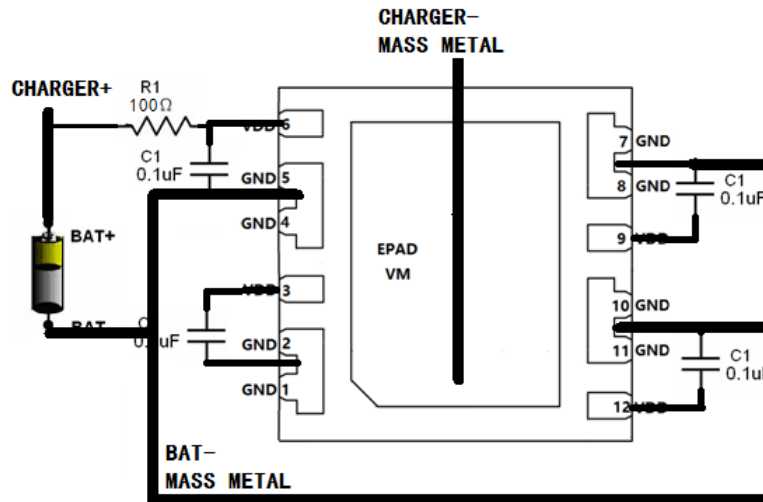 CHARGER-
MASS METAL
CHARGER+
R1
100Ω
VDD 6
C1
0.1uF
GND 5
GND 4
BAT+
BAT
VDD 3
GND 2
GND 1
EPAD
VM
7 GND
8 GND
C1
0.1uF
9 VDD
10 GND
11 GND
C1
0.1uF
12 VDD
BAT-
MASS METAL